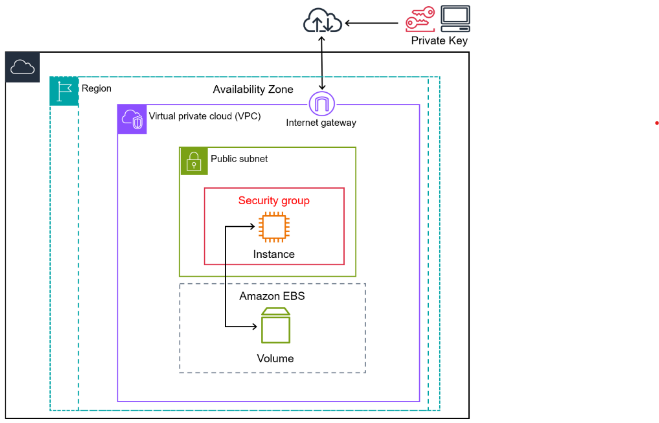 Private Key
Region
Availability Zone
Virtual private cloud (VPC)
Internet gateway
Public subnet
Security group
Instance
Amazon EBS
Volume